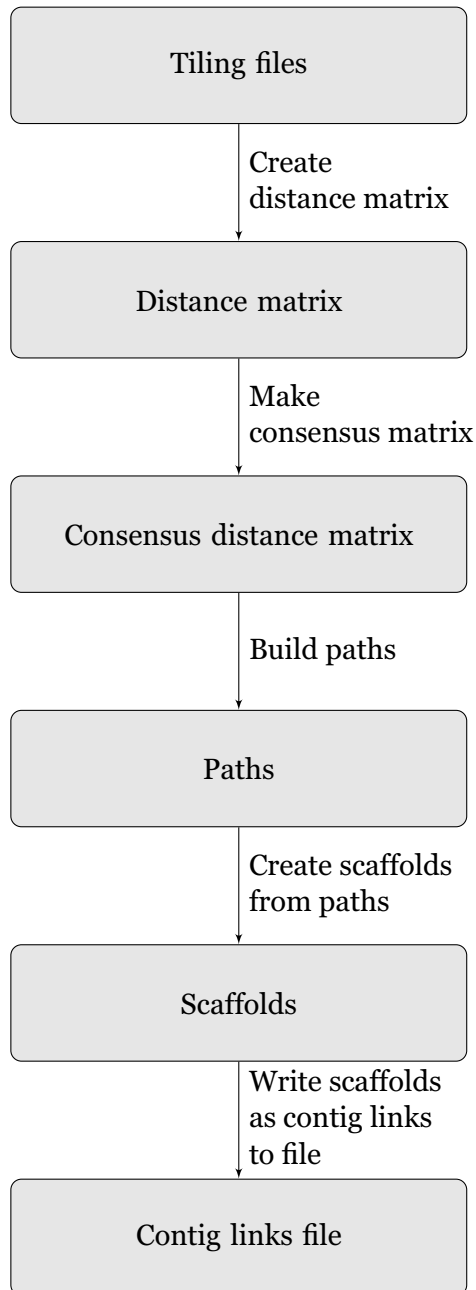 Tiling files
Create
distance matrix
Distance matrix
Make
consensus matrix
Consensus distance matrix
Build paths
Paths
Create scaffolds
from paths
Scaffolds
Write scaffolds
as contig links
to file
Contig links file